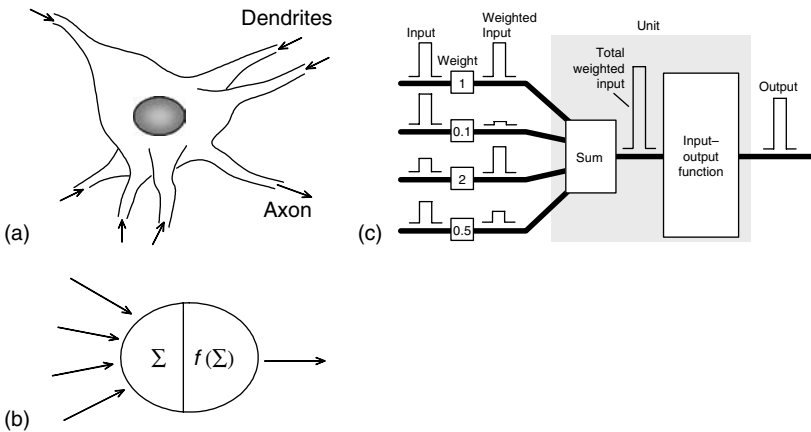 Dendrites
Axon
(a)
Σ
f (Σ)
(b)
Input
Weighted
Input
Weight
Unit
Total
weighted
input
Output
1
0.1
2
0.5
Sum
Input–
output
function
(c)